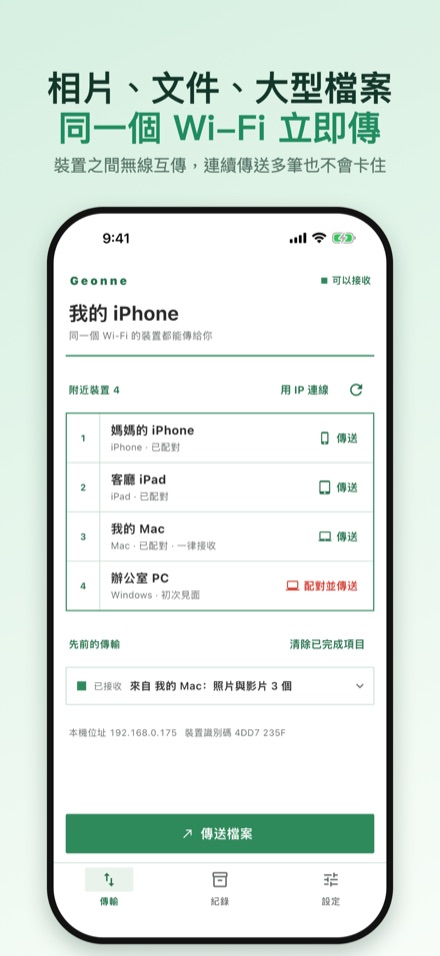 相片、文件、大型檔案
同一個 Wi-Fi 立即傳
裝置之間無線互傳，連續傳送多筆也不會卡住
9:41
Geonne
可以接收
我的 iPhone
同一個 Wi-Fi 的裝置都能傳給你
附近裝置 4
用 IP 連線
1
媽媽的 iPhone
iPhone · 已配對
傳送
2
客廳 iPad
iPad · 已配對
傳送
3
我的 Mac
Mac · 已配對 · 一律接收
傳送
4
辦公室 PC
Windows · 初次見面
配對並傳送
先前的傳輸
清除已完成項目
已接收 來自 我的 Mac：照片與影片 3 個
本機位址 192.168.0.175 裝置識別碼 4DD7 235F
傳送檔案
傳輸
紀錄
設定